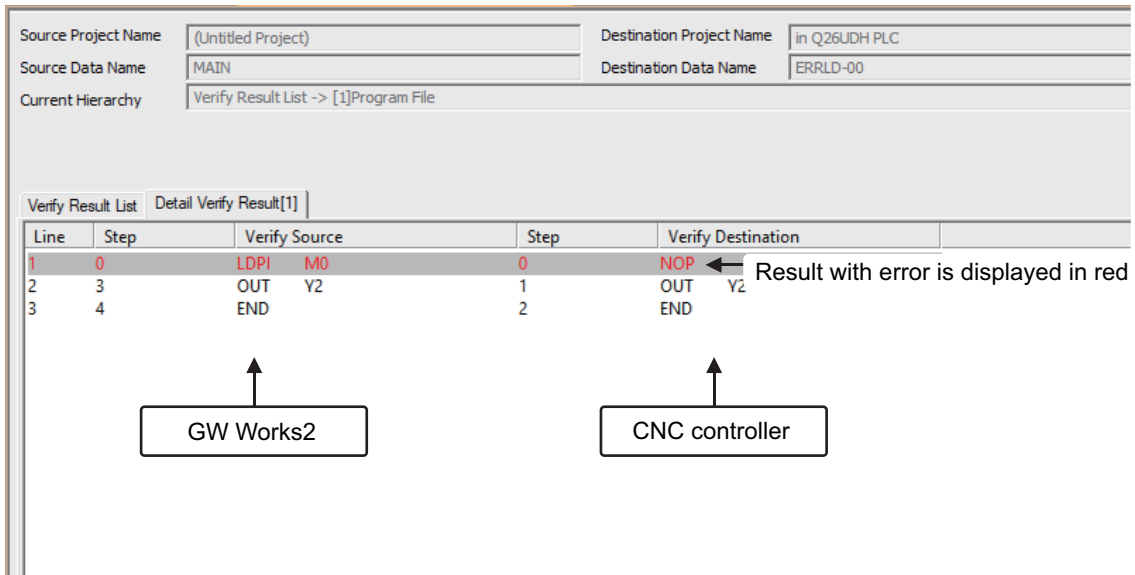 Source Project Name (Untitled Project) Destination Project Name in Q26UDH PLC
Source Data Name MAIN Destination Data Name ERRLD-00
Current Hierarchy Verify Result List -> [1]Program File
Verify Result List Detail Verify Result[1]
Line Step Verify Source Step Verify Destination
1 0 LDPI M0 0 NOP Result with error is displayed in red
2 3 OUT Y2 1 OUT Y2
3 4 END 2 END
GW Works2 CNC controller